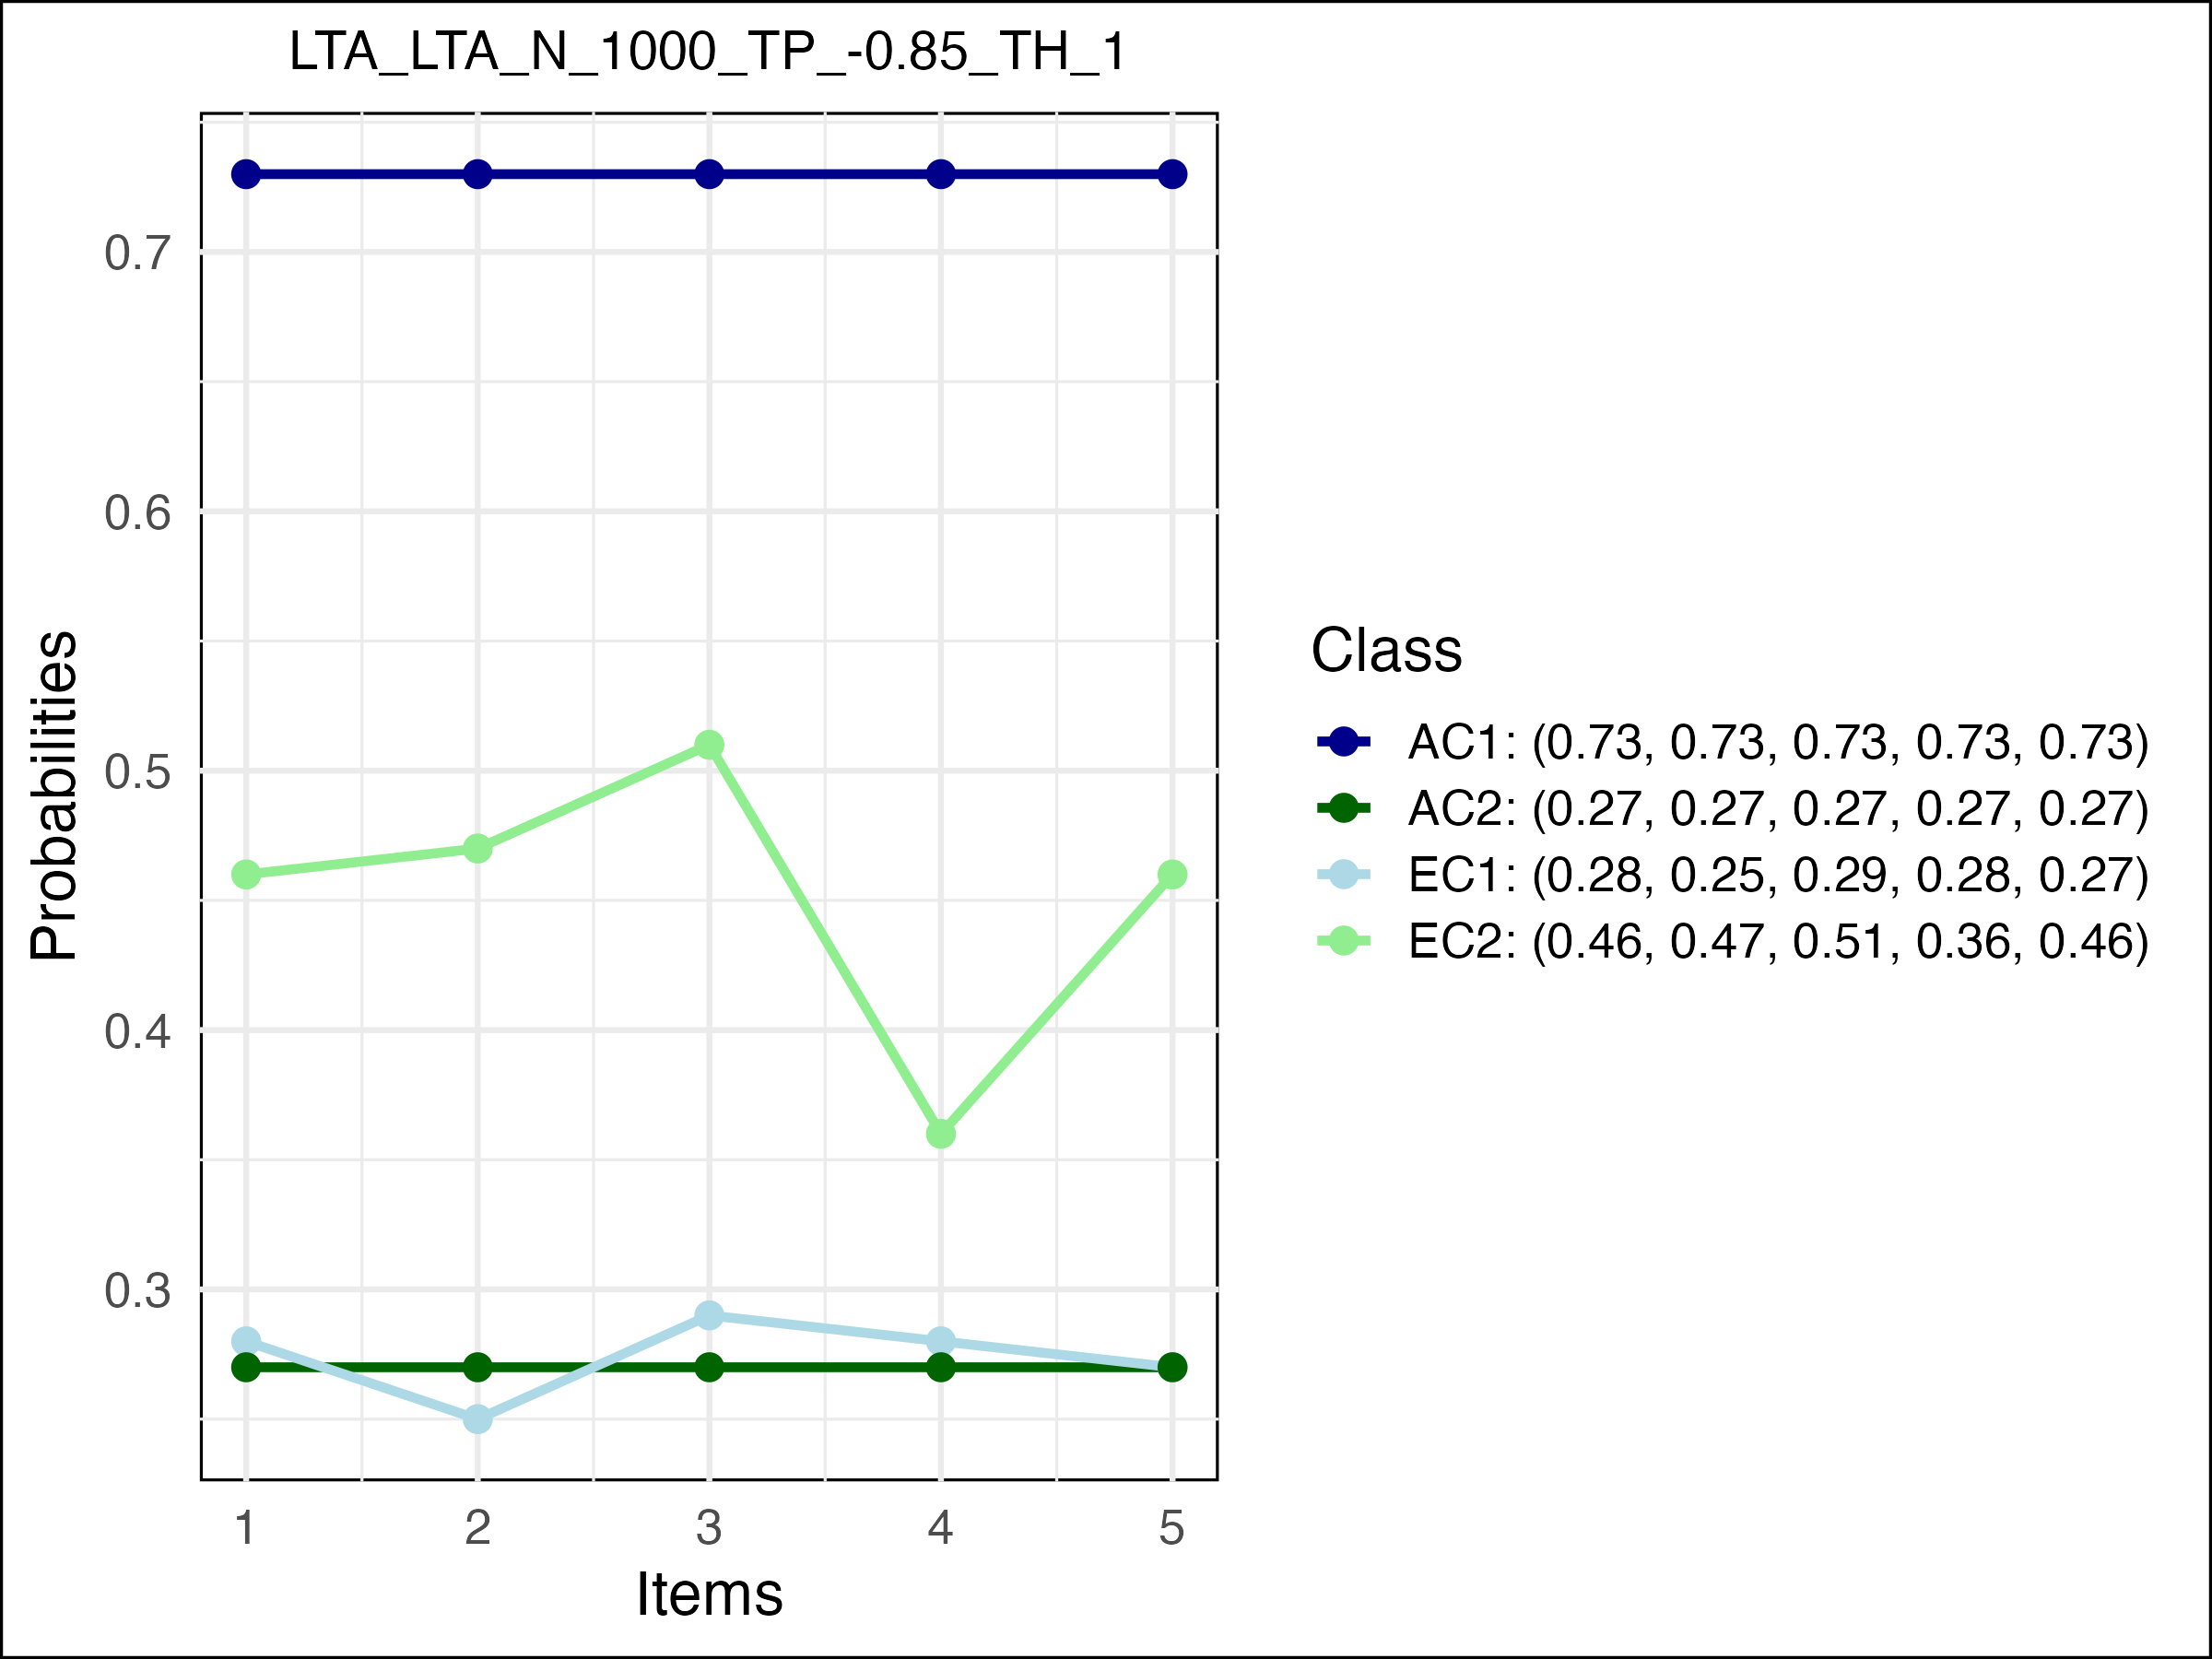 LTA_LTA_N_1000_TP_-0.85_TH_1
Probabilities
0.7
0.6
0.5
0.4
0.3
1 2 3 4 5
Items
Class
AC1: (0.73, 0.73, 0.73, 0.73, 0.73)
AC2: (0.27, 0.27, 0.27, 0.27, 0.27)
EC1: (0.28, 0.25, 0.29, 0.28, 0.27)
EC2: (0.46, 0.47, 0.51, 0.36, 0.46)